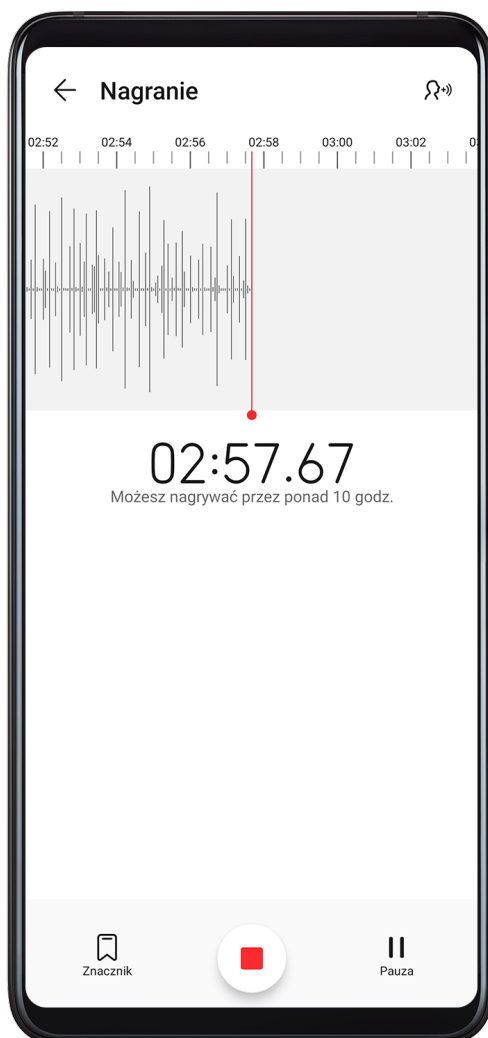 Nagranie
02:52 02:54 02:56 02:58 03:00 03:02
02:57.67
Możesz nagrywać przez ponad 10 godz.
Znacznik Pauza